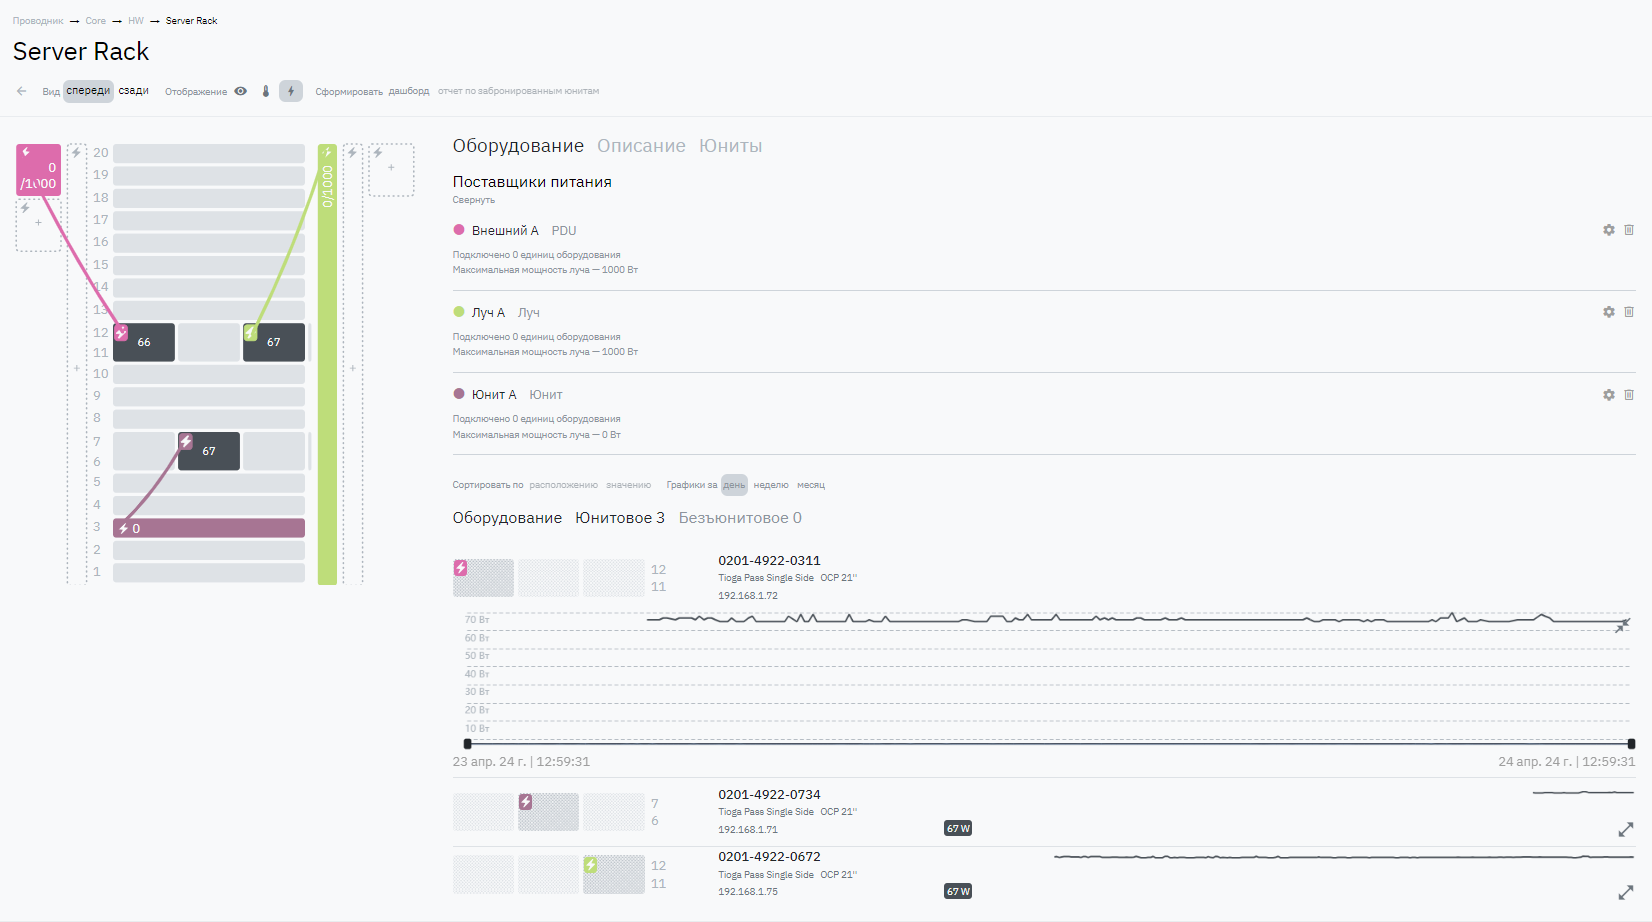 Проводник → Core → HW → Server Rack
Server Rack
← Вид спереди сзади Отображение Сформировать дашборд отчет по забронированным юнитам
0
/1000
+
+
0/1000
+
+
20
19
18
17
16
15
14
13
12
11
10
9
8
7
6
5
4
3
2
1
66
67
67
0
Оборудование Описание Юниты
Поставщики питания
Свернуть
Внешний А PDU
Подключено 0 единиц оборудования
Максимальная мощность луча — 1000 Вт
Луч А Луч
Подключено 0 единиц оборудования
Максимальная мощность луча — 1000 Вт
Юнит А Юнит
Подключено 0 единиц оборудования
Максимальная мощность луча — 0 Вт
Сортировать по расположению значению Графики за день неделю месяц
Оборудование Юнитовое 3 Безъюнитовое 0
12
11
0201-4922-0311
Tioga Pass Single Side OCP 21"
192.168.1.72
70 Вт
60 Вт
50 Вт
40 Вт
30 Вт
20 Вт
10 Вт
23 апр. 24 г. | 12:59:31 24 апр. 24 г. | 12:59:31
7
6
0201-4922-0734
Tioga Pass Single Side OCP 21"
192.168.1.71
67 W
12
11
0201-4922-0672
Tioga Pass Single Side OCP 21"
192.168.1.75
67 W